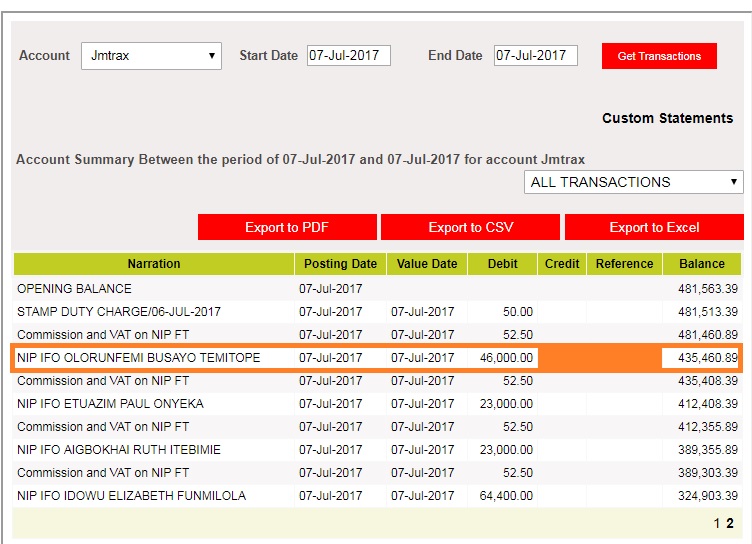 Account Jmtrax Start Date 07-Jul-2017 End Date 07-Jul-2017 Get Transactions
Custom Statements
Account Summary Between the period of 07-Jul-2017 and 07-Jul-2017 for account Jmtrax
ALL TRANSACTIONS
Export to PDF Export to CSV Export to Excel
Narration Posting Date Value Date Debit Credit Reference Balance
OPENING BALANCE 07-Jul-2017 481,563.39
STAMP DUTY CHARGE/06-JUL-2017 07-Jul-2017 07-Jul-2017 50.00 481,513.39
Commission and VAT on NIP FT 07-Jul-2017 07-Jul-2017 52.50 481,460.89
NIP IFO OLORUNFEMI BUSAYO TEMITOPE 07-Jul-2017 07-Jul-2017 46,000.00 435,460.89
Commission and VAT on NIP FT 07-Jul-2017 07-Jul-2017 52.50 435,408.39
NIP IFO ETUAZIM PAUL ONYEKA 07-Jul-2017 07-Jul-2017 23,000.00 412,408.39
Commission and VAT on NIP FT 07-Jul-2017 07-Jul-2017 52.50 412,355.89
NIP IFO AIGBOKHAI RUTH ITEBIMIE 07-Jul-2017 07-Jul-2017 23,000.00 389,355.89
Commission and VAT on NIP FT 07-Jul-2017 07-Jul-2017 52.50 389,303.39
NIP IFO IDOWU ELIZABETH FUNMILOLA 07-Jul-2017 07-Jul-2017 64,400.00 324,903.39
1 2